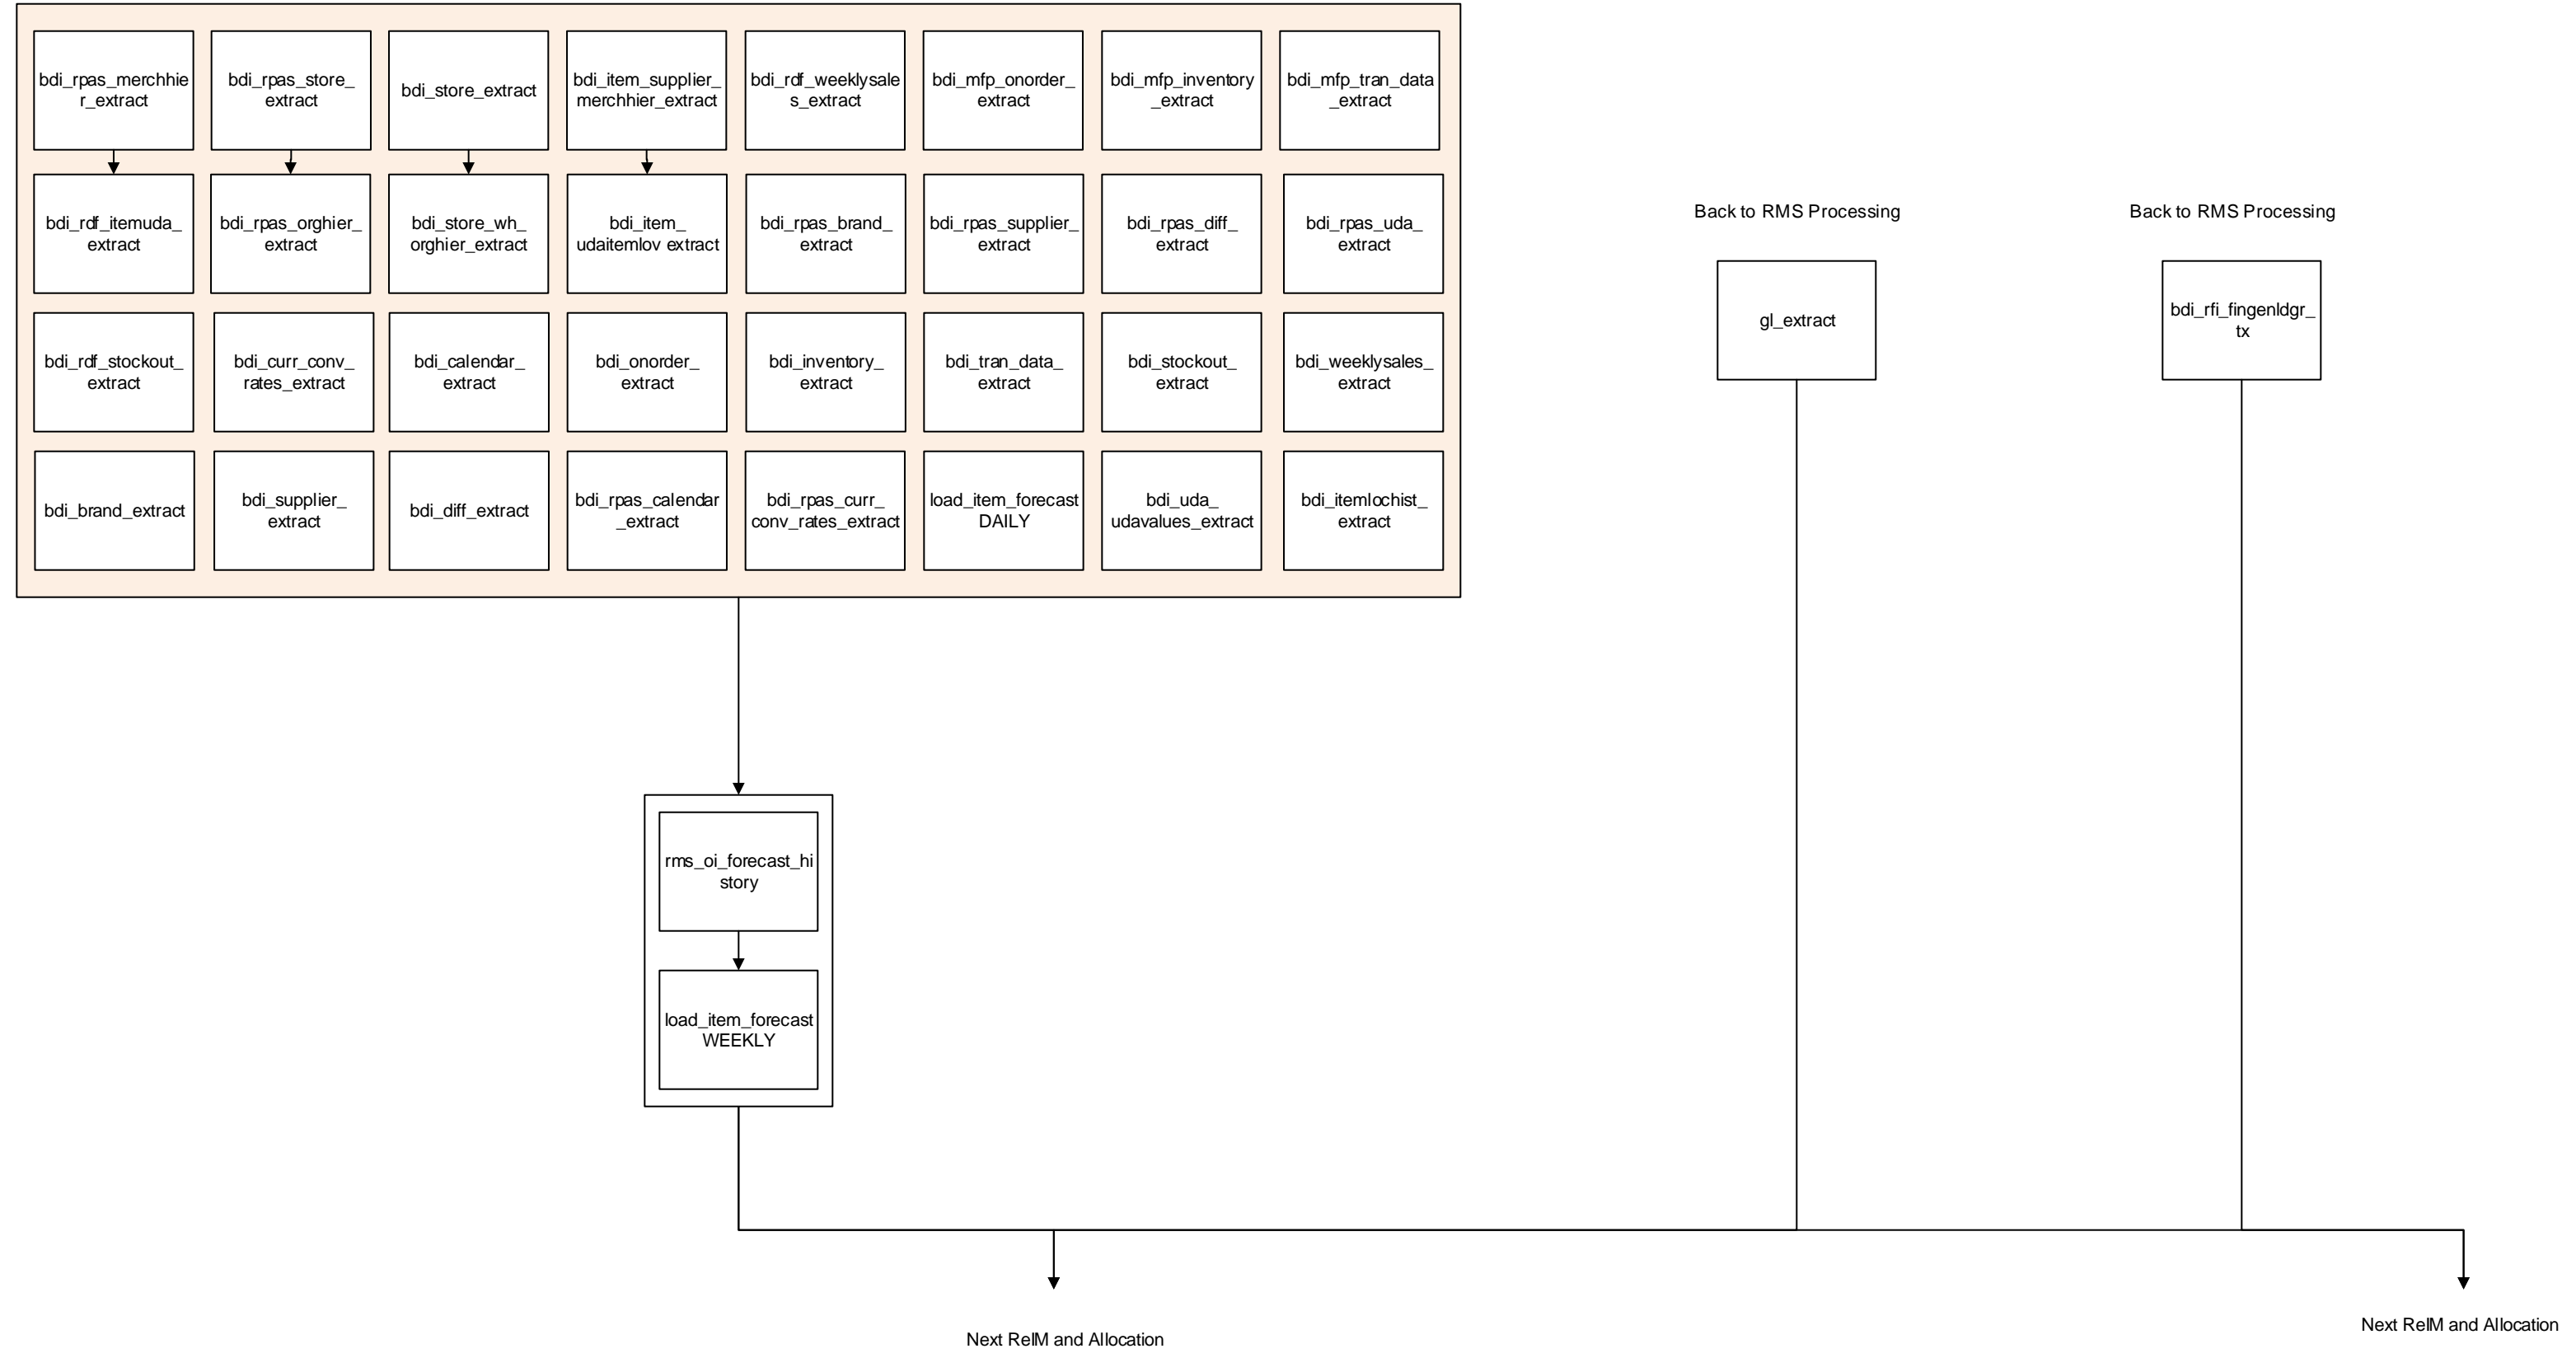 bdi_rpas_merchhie
r_extract
bdi_rpas_store_
extract
bdi_store_extract
bdi_item_supplier_
merchhier_extract
bdi_rdf_weeklysale
s_extract
bdi_mfp_onorder_
extract
bdi_mfp_inventory
_extract
bdi_mfp_tran_data
_extract
bdi_rdf_itemuda_
extract
bdi_rpas_orghier_
extract
bdi_store_wh_
orghier_extract
bdi_item_
udaitemlov extract
bdi_rpas_brand_
extract
bdi_rpas_supplier_
extract
bdi_rpas_diff_
extract
bdi_rpas_uda_
extract
Back to RMS Processing
Back to RMS Processing
bdi_rdf_stockout_
extract
bdi_curr_conv_
rates_extract
bdi_calendar_
extract
bdi_onorder_
extract
bdi_inventory_
extract
bdi_tran_data_
extract
bdi_stockout_
extract
bdi_weeklysales_
extract
gl_extract
bdi_rfi_fingenldgr_
tx
bdi_brand_extract
bdi_supplier_
extract
bdi_diff_extract
bdi_rpas_calendar
_extract
bdi_rpas_curr_
conv_rates_extract
load_item_forecast
DAILY
bdi_uda_
udavalues_extract
bdi_itemlochist_
extract
rms_oi_forecast_hi
story
load_item_forecast
WEEKLY
Next ReIM and Allocation
Next ReIM and Allocation